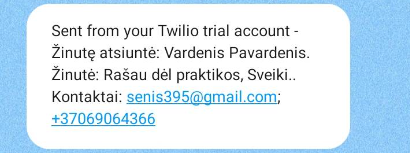 Sent from your Twilio trial account -
Žinutę atsiuntė: Vardenis Pavardenis.
Žinutė: Rašau dėl praktikos, Sveiki..
Kontaktai: senis395@gmail.com;
+37069064366